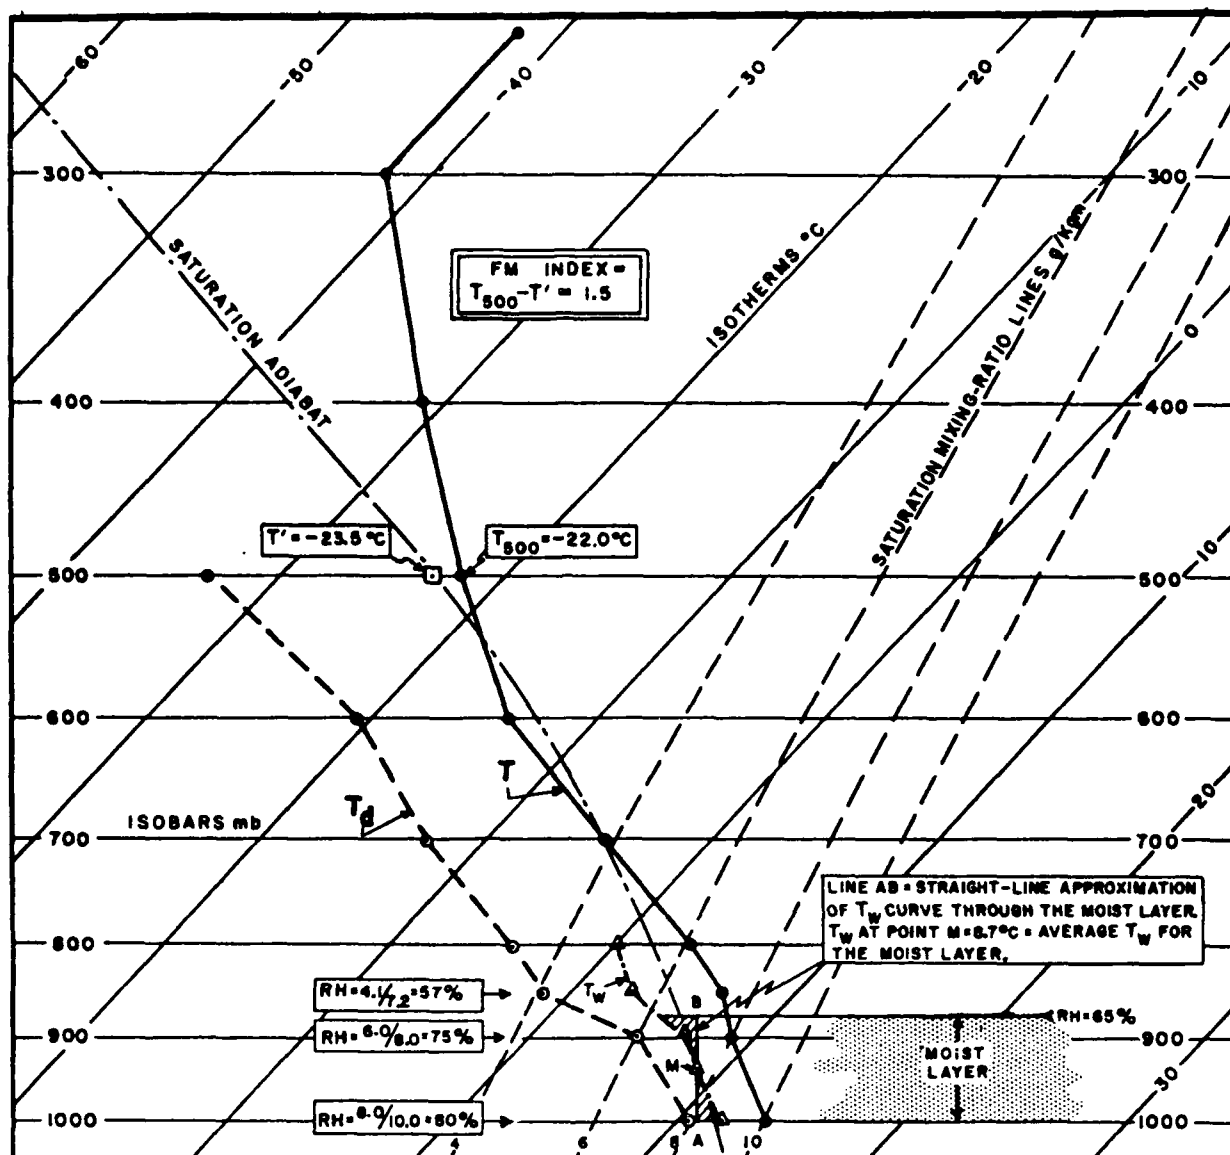 -60
-50
-40
-30
-20
-10
300
300
SATURATION ADIABAT
FM INDEX =
T500-T' = 1.5
ISOTHERMS °C
SATURATION MIXING-RATIO LINES g/Kgm
0
400
400
T' = -23.5 °C
T500 = -22.0°C
500
500
10
600
600
T
Td
ISOBARS mb
700
700
20
LINE AB = STRAIGHT-LINE APPROXIMATION
OF Tw CURVE THROUGH THE MOIST LAYER
Tw AT POINT M = 8.7°C = AVERAGE Tw FOR
THE MOIST LAYER.
800
800
RH = 4.1/7.2 = 57%
Tw
B
RH = 65%
RH = 6.0/8.0 = 75%
900
900
MOIST
LAYER
M
30
RH = 8.0/10.0 = 80%
1000
1000
4
6
8
A
10